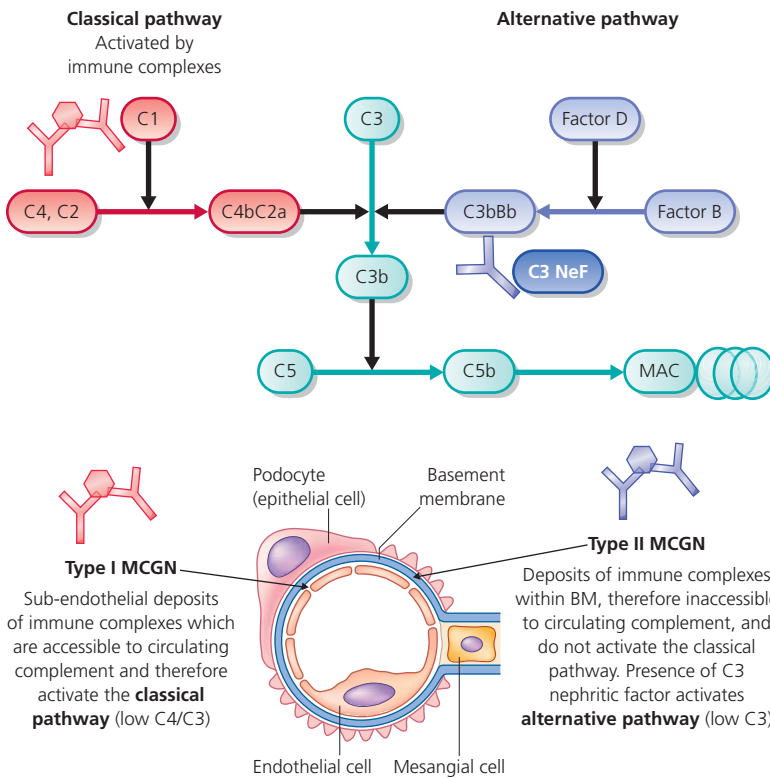 Classical pathway
Activated by
immune complexes
Alternative pathway
C1
C3
Factor D
C4, C2
C4bC2a
C3bBb
Factor B
C3b
C3 NeF
C5
C5b
MAC
Podocyte
(epithelial cell)
Basement
membrane
Type I MCGN
Sub-endothelial deposits
of immune complexes which
are accessible to circulating
complement and therefore
activate the classical
pathway (low C4/C3)
Type II MCGN
Deposits of immune complexes
within BM, therefore inaccessible
to circulating complement, and
do not activate the classical
pathway. Presence of C3
nephritic factor activates
alternative pathway (low C3)
Endothelial cell
Mesangial cell